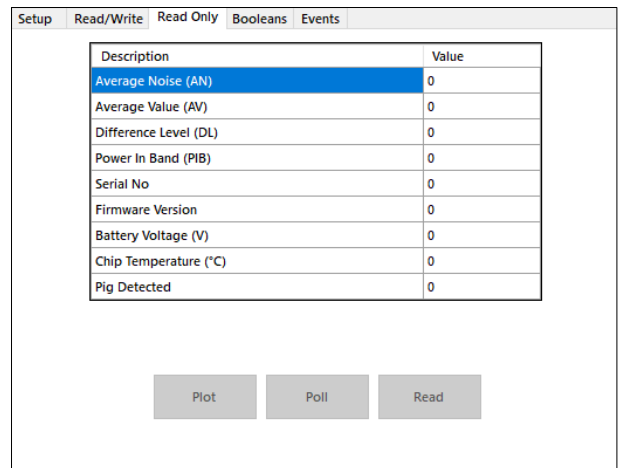 Setup Read/Write Read Only Booleans Events
Description Value
Average Noise (AN) 0
Average Value (AV) 0
Difference Level (DL) 0
Power In Band (PIB) 0
Serial No 0
Firmware Version 0
Battery Voltage (V) 0
Chip Temperature (°C) 0
Pig Detected 0
Plot Poll Read